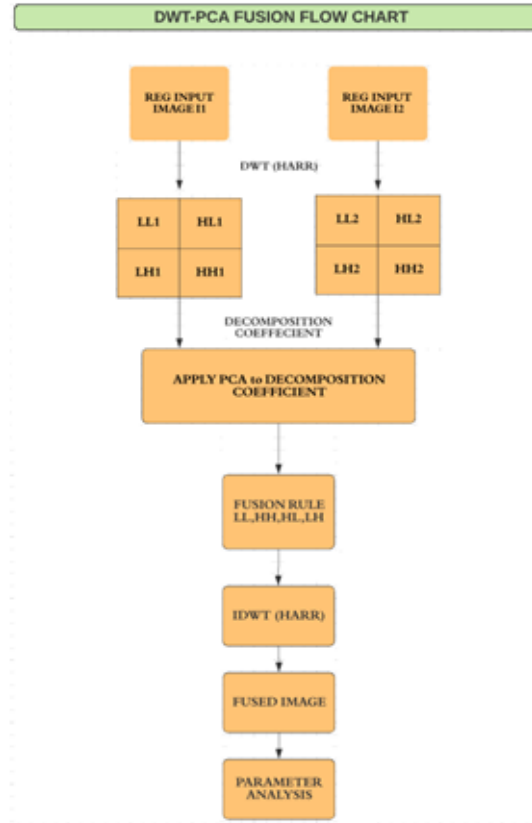 DWT-PCA FUSION FLOW CHART
REG INPUT
IMAGE I1
REG INPUT
IMAGE I2
DWT (HARR)
LL1 HL1
LH1 HH1
LL2 HL2
LH2 HH2
DECOMPOSITION
COEFFECIENT
APPLY PCA to DECOMPOSITION
COEFFICIENT
FUSION RULE
LL,HH,HL,LH
IDWT (HARR)
FUSED IMAGE
PARAMETER
ANALYSIS